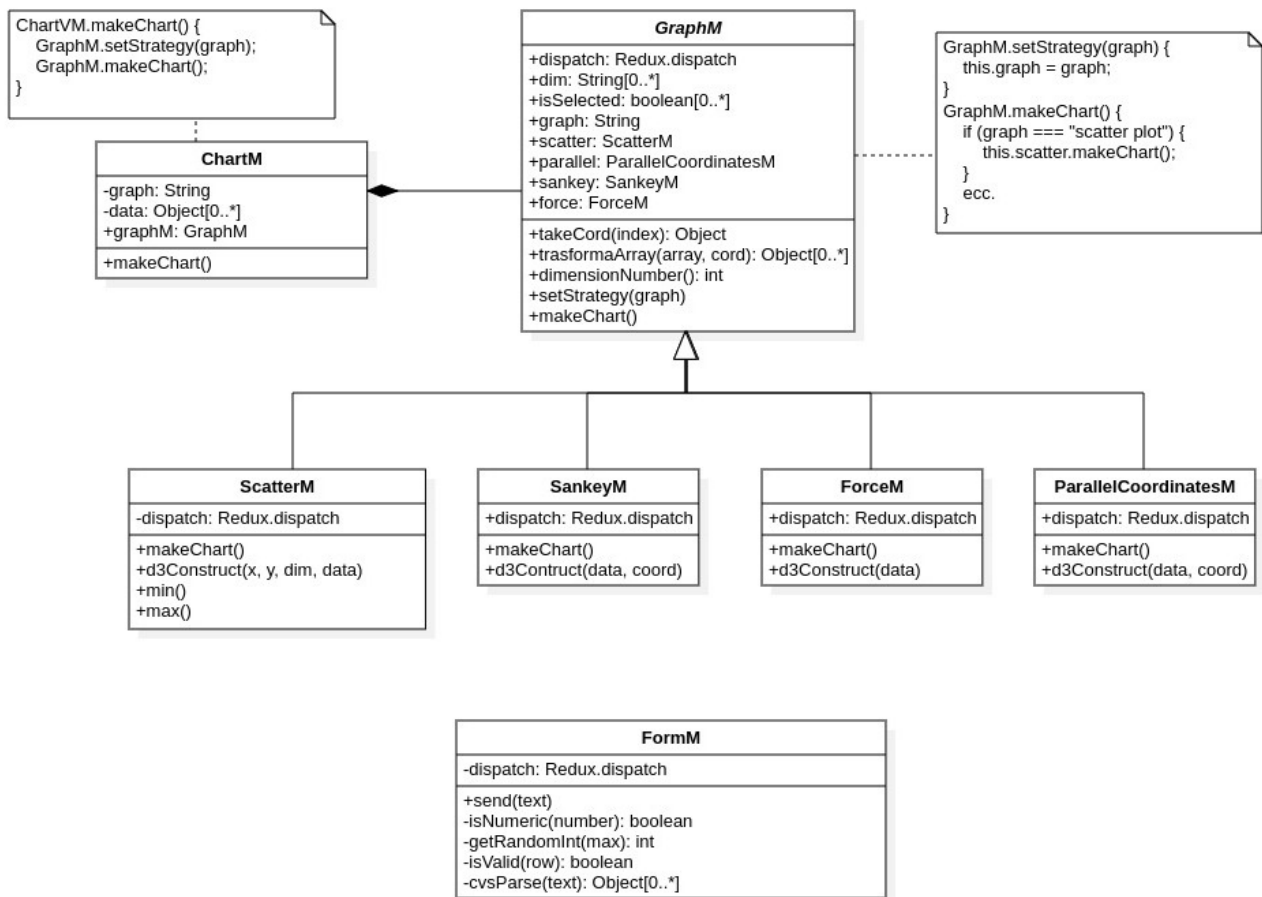 ChartVM.makeChart() {
GraphM.setStrategy(graph);
GraphM.makeChart();
}
ChartM
-graph: String
-data: Object[0..*]
+graphM: GraphM
+makeChart()
GraphM
+dispatch: Redux.dispatch
+dim: String[0..*]
+isSelected: boolean[0..*]
+graph: String
+scatter: ScatterM
+parallel: ParallelCoordinatesM
+sankey: SankeyM
+force: ForceM
+takeCord(index): Object
+trasformaArray(array, cord): Object[0..*]
+dimensionNumber(): int
+setStrategy(graph)
+makeChart()
GraphM.setStrategy(graph) {
this.graph = graph;
}
GraphM.makeChart() {
if (graph === "scatter plot") {
this.scatter.makeChart();
}
ecc.
}
ScatterM
-dispatch: Redux.dispatch
+makeChart()
+d3Construct(x, y, dim, data)
+min()
+max()
SankeyM
+dispatch: Redux.dispatch
+makeChart()
+d3Contruct(data, coord)
ForceM
+dispatch: Redux.dispatch
+makeChart()
+d3Construct(data)
ParallelCoordinatesM
+dispatch: Redux.dispatch
+makeChart()
+d3Construct(data, coord)
FormM
-dispatch: Redux.dispatch
+send(text)
-isNumeric(number): boolean
-getRandomInt(max): int
-isValid(row): boolean
-cvsParse(text): Object[0..*]